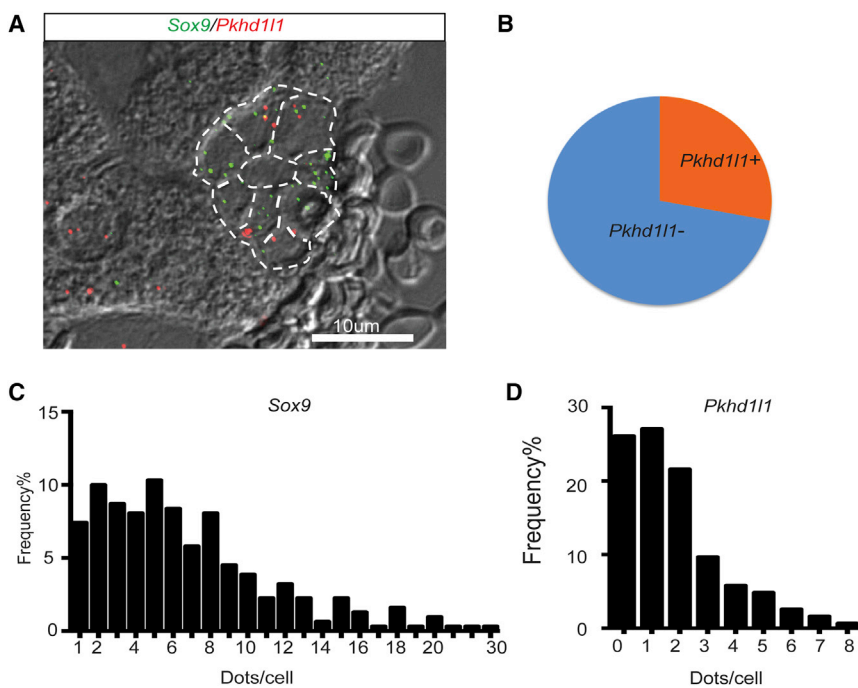 A
Sox9/Pkhd1l1
10um
B
Pkhd1l1+
Pkhd1l1-
C
Sox9
Frequency%
15
10
5
0
1 2 4 6 8 10 12 14 16 18 20 30
Dots/cell
D
Pkhd1l1
Frequency%
30
20
10
0
0 1 2 3 4 5 6 7 8
Dots/cell